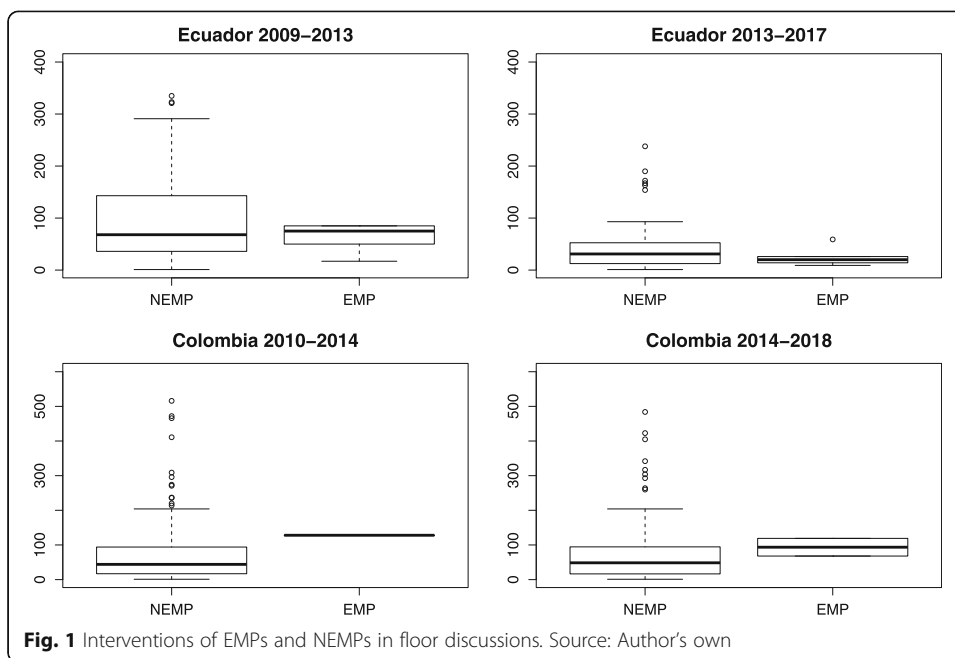 Ecuador 2009–2013
400
300
200
100
0
NEMP EMP
Ecuador 2013–2017
400
300
200
100
0
NEMP EMP
Colombia 2010–2014
500
300
100
0
NEMP EMP
Colombia 2014–2018
500
300
100
0
NEMP EMP
Fig. 1 Interventions of EMPs and NEMPs in floor discussions. Source: Author’s own